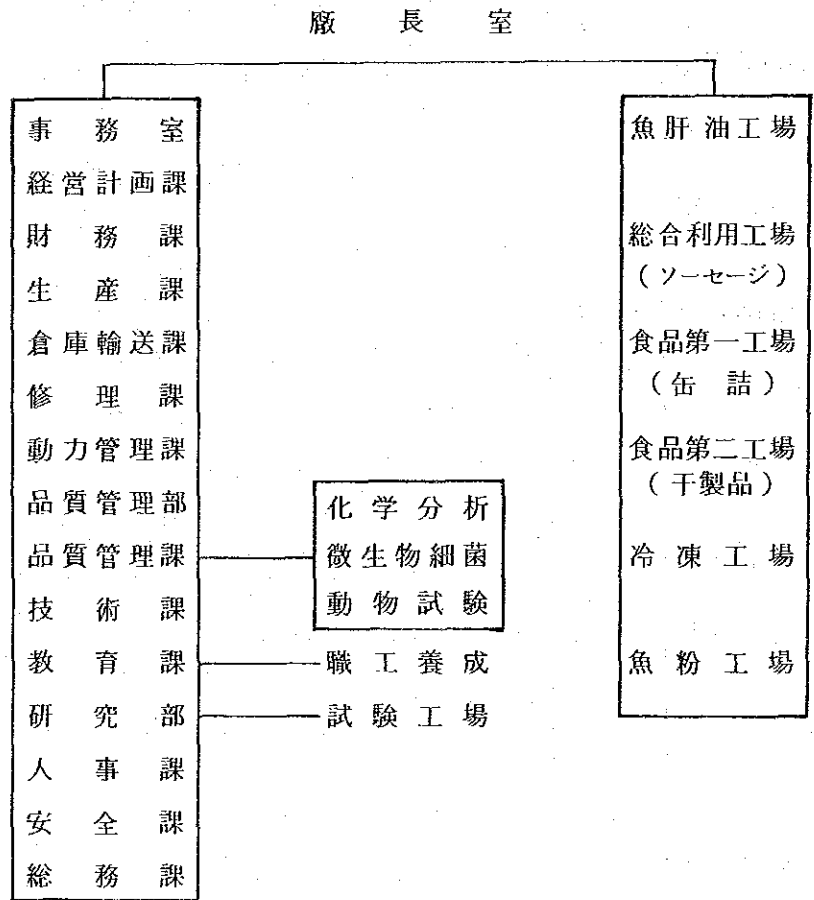 廠長室
事務室
経営計画課
財務課
生産課
倉庫輸送課
修理課
動力管理課
品質管理部
品質管理課
技術課
教育課
研究部
人事課
安全課
総務課
化学分析
微生物細菌
動物試験
職工養成
試験工場
魚肝油工場
総合利用工場
(ソーセージ)
食品第一工場
(缶詰)
食品第二工場
(干製品)
冷凍工場
魚粉工場